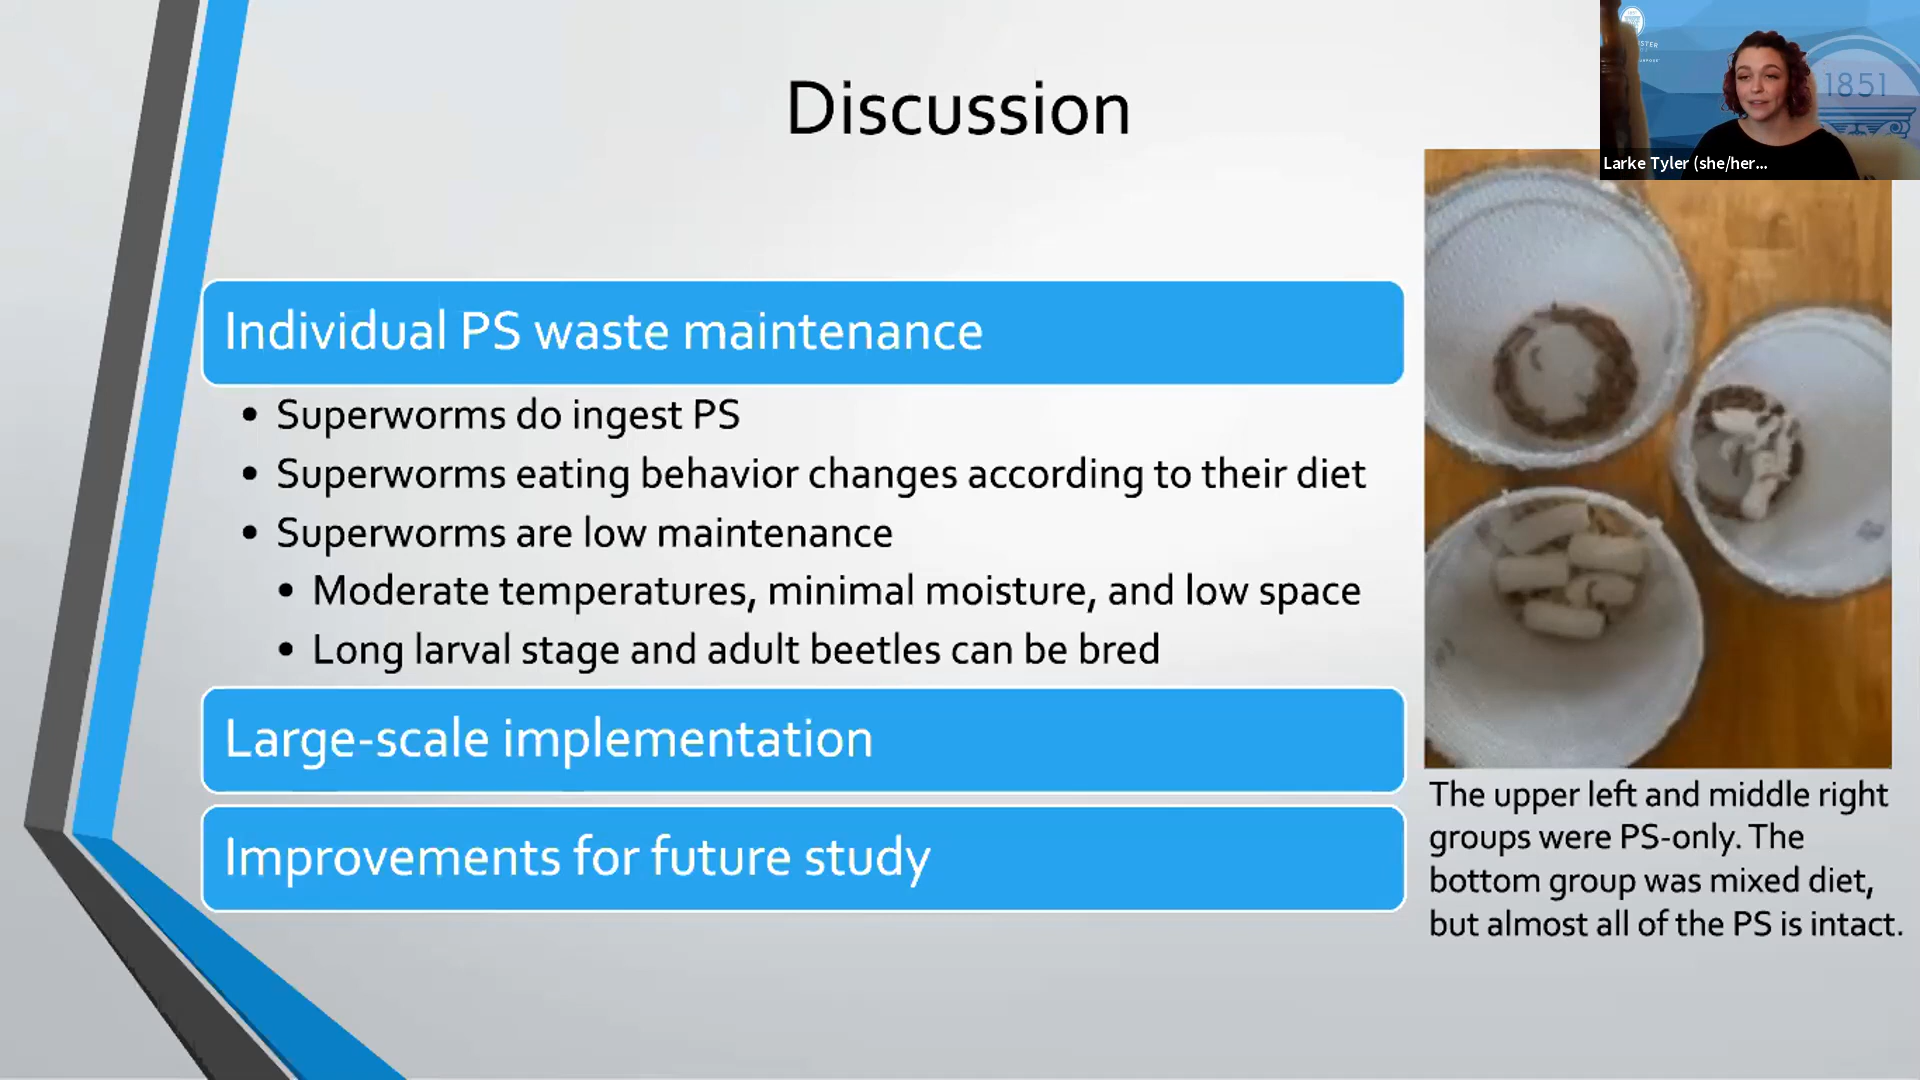 Discussion
1851
Larke Tyler (she/her...
Individual PS waste maintenance
• Superworms do ingest PS
• Superworms eating behavior changes according to their diet
• Superworms are low maintenance
• Moderate temperatures, minimal moisture, and low space
• Long larval stage and adult beetles can be bred
Large-scale implementation
Improvements for future study
The upper left and middle right
groups were PS-only. The
bottom group was mixed diet,
but almost all of the PS is intact.